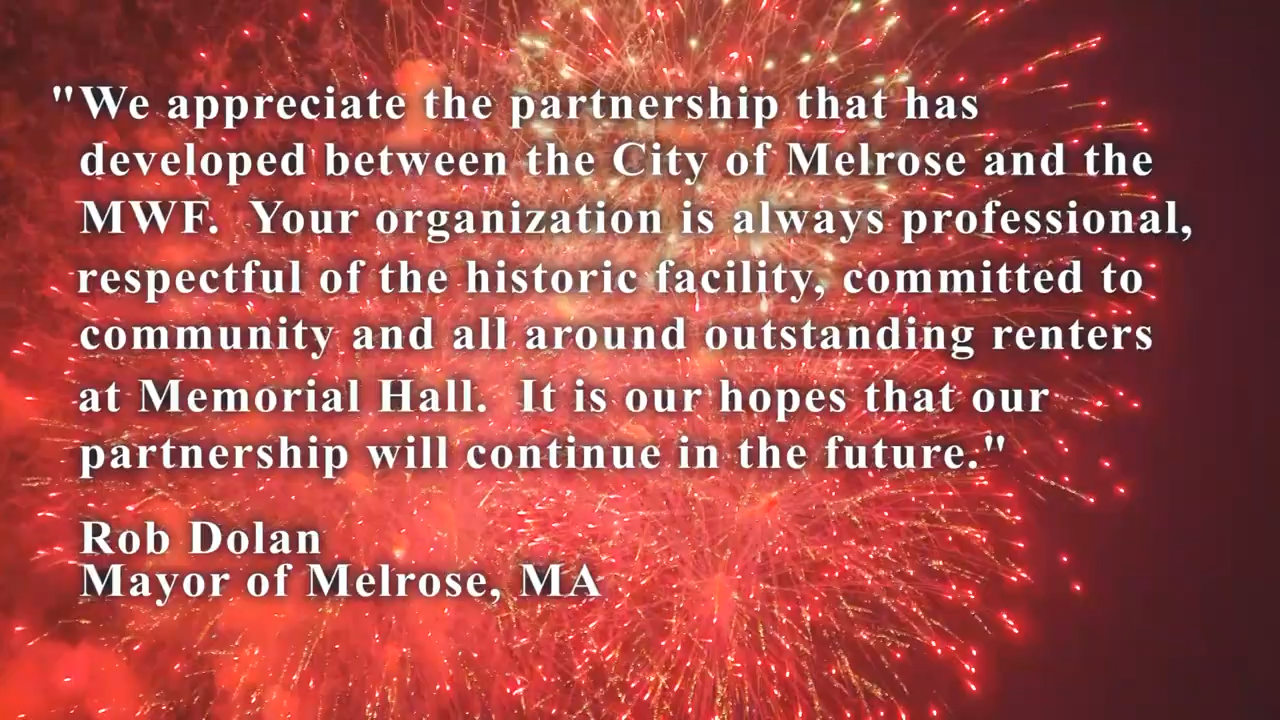 "We appreciate the partnership that has
developed between the City of Melrose and the
MWF.  Your organization is always professional,
respectful of the historic facility, committed to
community and all around outstanding renters
at Memorial Hall.  It is our hopes that our
partnership will continue in the future."
Rob Dolan
Mayor of Melrose, MA